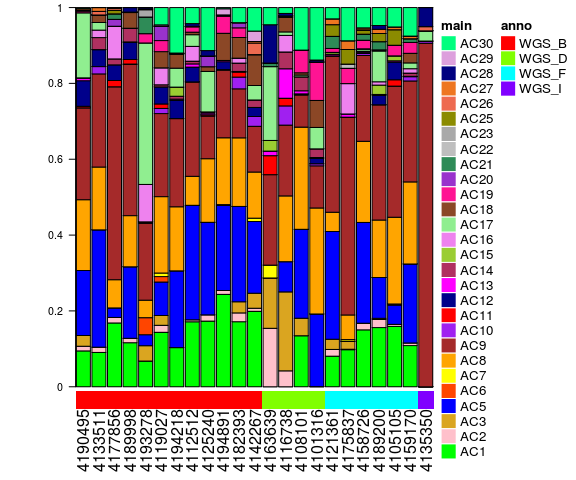 1
0.8
0.6
0.4
0.2
0
4190495
4133511
4177856
4189998
4193278
4119027
4194218
4112512
4125240
4194891
4182393
4142267
4163639
4116738
4108101
4101316
4121361
4175837
4158726
4189200
4105105
4159170
4135350
main
AC30
AC29
AC28
AC27
AC26
AC25
AC23
AC22
AC21
AC20
AC19
AC18
AC17
AC16
AC15
AC14
AC13
AC12
AC11
AC10
AC9
AC8
AC7
AC6
AC5
AC3
AC2
AC1
anno
WGS_B
WGS_D
WGS_F
WGS_I